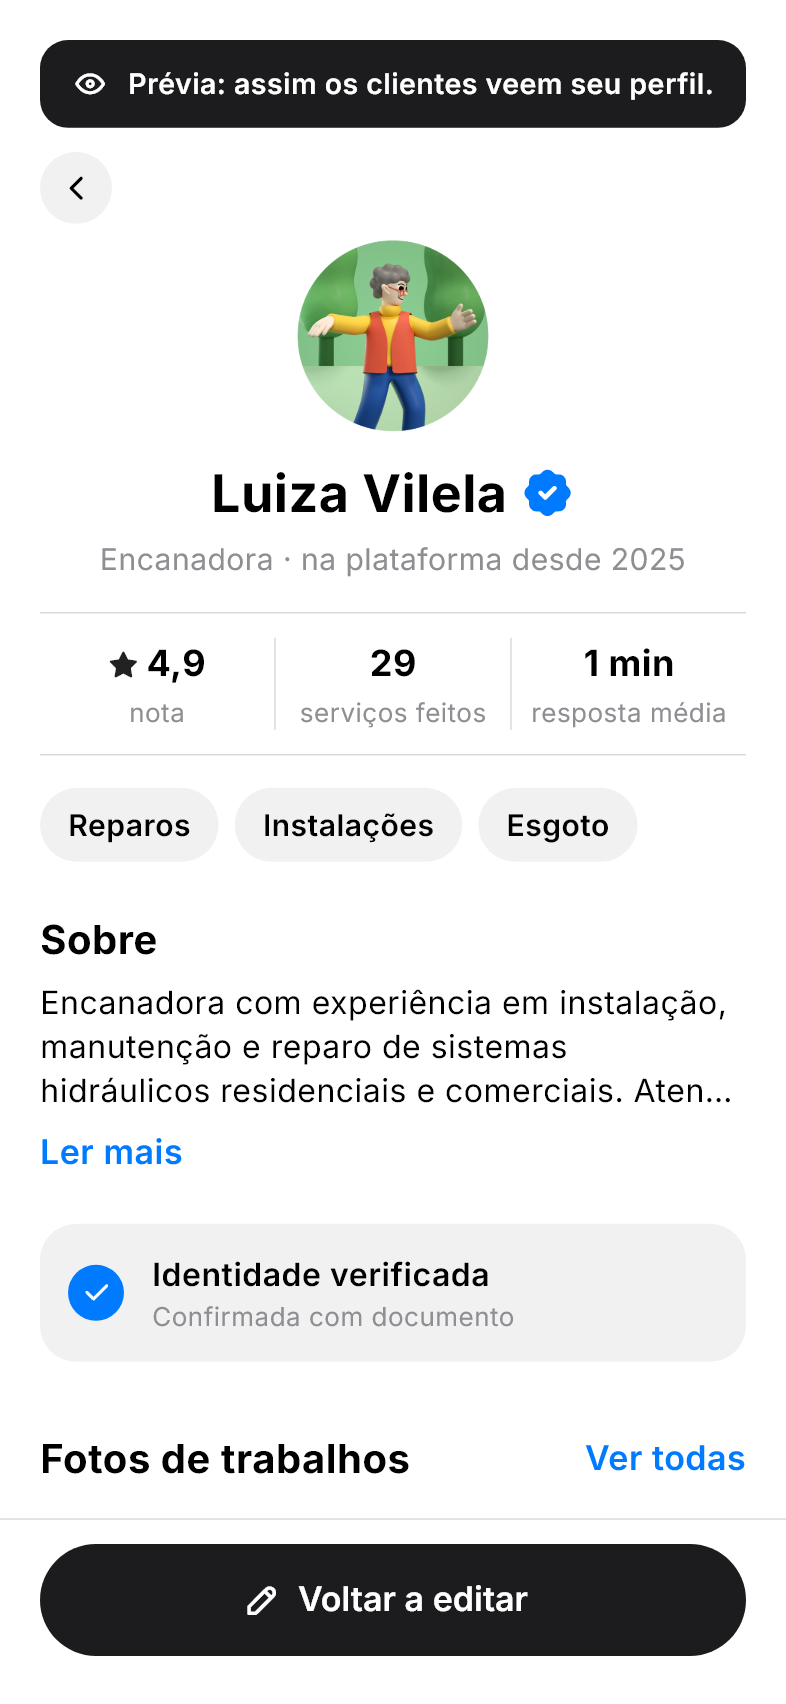 Prévia: assim os clientes veem seu perfil.
Luiza Vilela
Encanadora · na plataforma desde 2025
4,9
nota
29
serviços feitos
1 min
resposta média
Reparos
Instalações
Esgoto
Sobre
Encanadora com experiência em instalação,
manutenção e reparo de sistemas
hidráulicos residenciais e comerciais. Aten...
Ler mais
Identidade verificada
Confirmada com documento
Fotos de trabalhos
Ver todas
Voltar a editar